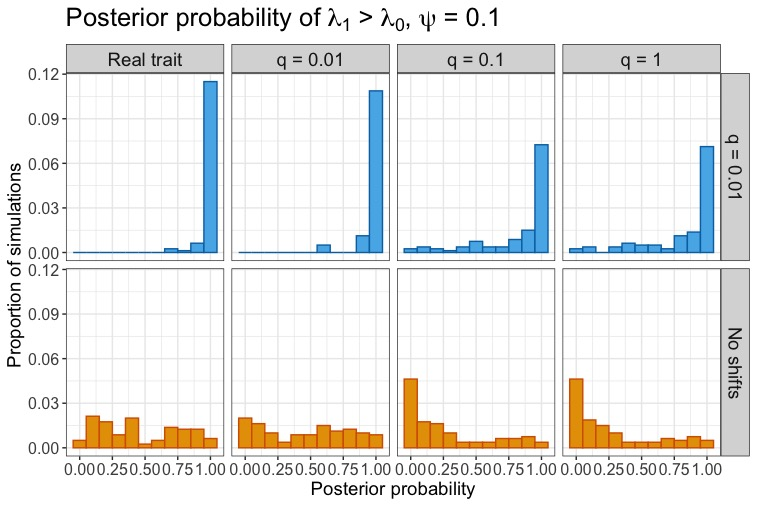 Posterior probability of λ1 > λ0, ψ = 0.1
Real trait
q = 0.01
q = 0.1
q = 1
Proportion of simulations
0.12
0.09
0.06
0.03
0.00
q = 0.01
0.12
0.09
0.06
0.03
0.00
No shifts
0.00 0.25 0.50 0.75 1.00
0.00 0.25 0.50 0.75 1.00
0.00 0.25 0.50 0.75 1.00
0.00 0.25 0.50 0.75 1.00
Posterior probability